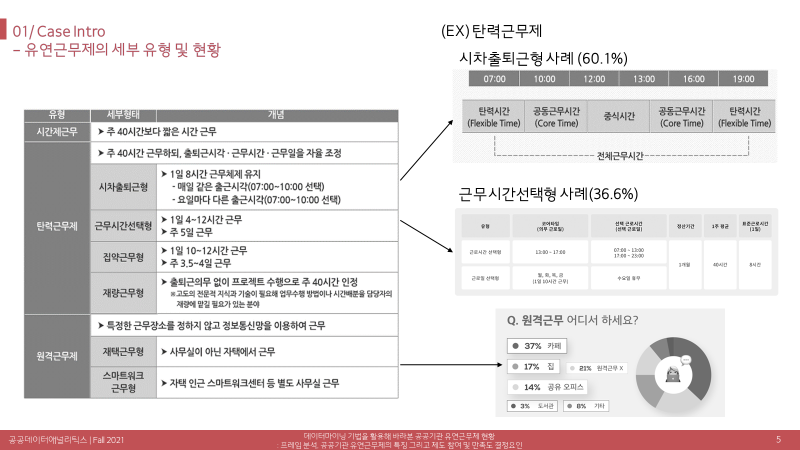 01/ Case Intro
– 유연근무제의 세부 유형 및 현황
유형 세부형태 개념
시간제근무 ➤ 주 40시간보다 짧은 시간 근무
탄력근무제
➤ 주 40시간 근무하되, 출퇴근시각 · 근무시간 · 근무일을 자율 조정
시차출퇴근형
➤ 1일 8시간 근무체제 유지
- 매일 같은 출근시각(07:00~10:00 선택)
- 요일마다 다른 출근시각(07:00~10:00 선택)
근무시간선택형
➤ 1일 4~12시간 근무
➤ 주 5일 근무
집약근무형
➤ 1일 10~12시간 근무
➤ 주 3.5~4일 근무
재량근무형
➤ 출퇴근의무 없이 프로젝트 수행으로 주 40시간 인정
※고도의 전문적 지식과 기술이 필요해 업무수행 방법이나 시간배분을 담당자의
재량에 맡길 필요가 있는 분야
원격근무제
➤ 특정한 근무장소를 정하지 않고 정보통신망을 이용하여 근무
재택근무형 ➤ 사무실이 아닌 자택에서 근무
스마트워크
근무형
➤ 자택 인근 스마트워크센터 등 별도 사무실 근무
(EX) 탄력근무제
시차출퇴근형 사례 (60.1%)
07:00 10:00 12:00 13:00 16:00 19:00
탄력시간 공동근무시간 중식시간 공동근무시간 탄력시간
(Flexible Time) (Core Time) (Core Time) (Flexible Time)
전체근무시간
근무시간선택형 사례(36.6%)
유형 코어타임 선택 근로시간 정산기간 1주 평균 표준근로시간
(의무 근로일) (선택 근로일) (1일)
근로시간 선택형 13:00 ~ 17:00
07:00 ~ 13:00
17:00 ~ 23:00
1개월 40시간 8시간
근로일 선택형
월, 화, 목, 금
(1일 10시간 근무)
수요일 휴무
Q. 원격근무 어디서 하세요?
37% 카페
17% 집
21% 원격근무 X
14% 공유 오피스
3% 도서관
8% 기타
공공데이터애널리틱스 | Fall 2021
데이터마이닝 기법을 활용해 바라본 공공기관 유연근무제 현황
: 프레임 분석, 공공기관 유연근무제의 특징 그리고 제도 참여 및 만족도 결정요인
5